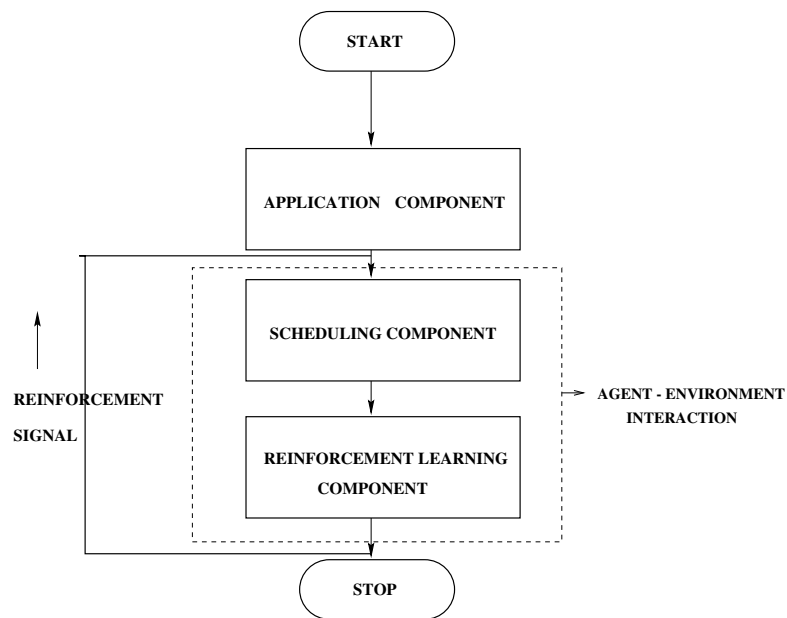 START
APPLICATION COMPONENT
SCHEDULING COMPONENT
REINFORCEMENT
SIGNAL
AGENT - ENVIRONMENT
INTERACTION
REINFORCEMENT LEARNING
COMPONENT
STOP